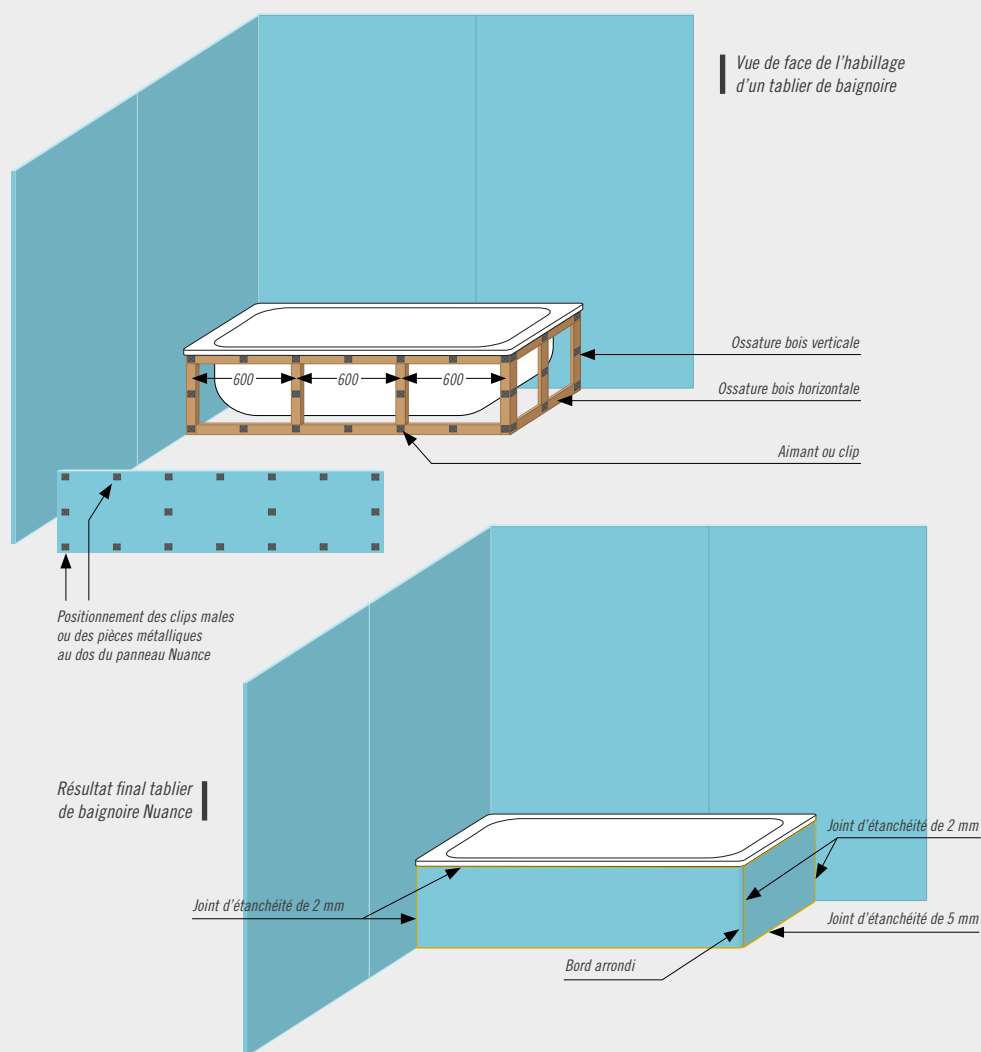 Vue de face de l'habillage
d'un tablier de baignoire
Ossature bois verticale
600
600
600
Ossature bois horizontale
Aimant ou clip
Positionnement des clips males
ou des pièces métalliques
au dos du panneau Nuance
Résultat final tablier
de baignoire Nuance
Joint d'étanchéité de 2 mm
Joint d'étanchéité de 2 mm
Joint d'étanchéité de 5 mm
Bord arrondi